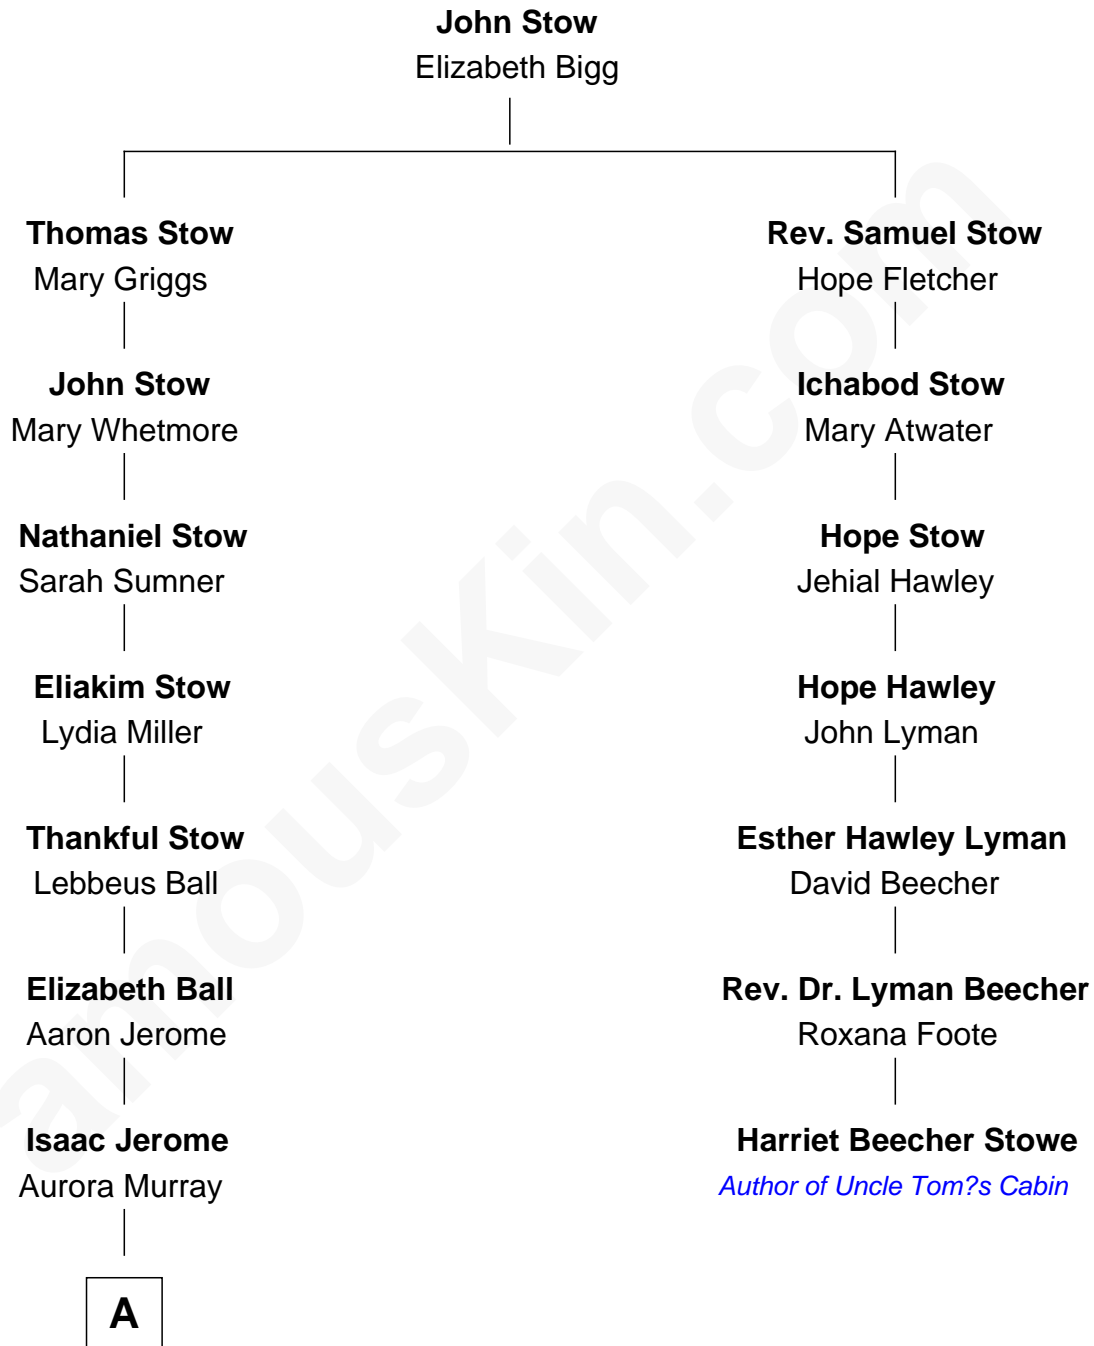 John Stow
Elizabeth Bigg
Thomas Stow
Mary Griggs
Rev. Samuel Stow
Hope Fletcher
John Stow
Mary Whetmore
Ichabod Stow
Mary Atwater
Nathaniel Stow
Sarah Sumner
Hope Stow
Jehial Hawley
Eliakim Stow
Lydia Miller
Hope Hawley
John Lyman
Thankful Stow
Lebbeus Ball
Esther Hawley Lyman
David Beecher
Elizabeth Ball
Aaron Jerome
Rev. Dr. Lyman Beecher
Roxana Foote
Isaac Jerome
Aurora Murray
Harriet Beecher Stowe
Author of Uncle Tom?s Cabin
A
amousKin.com